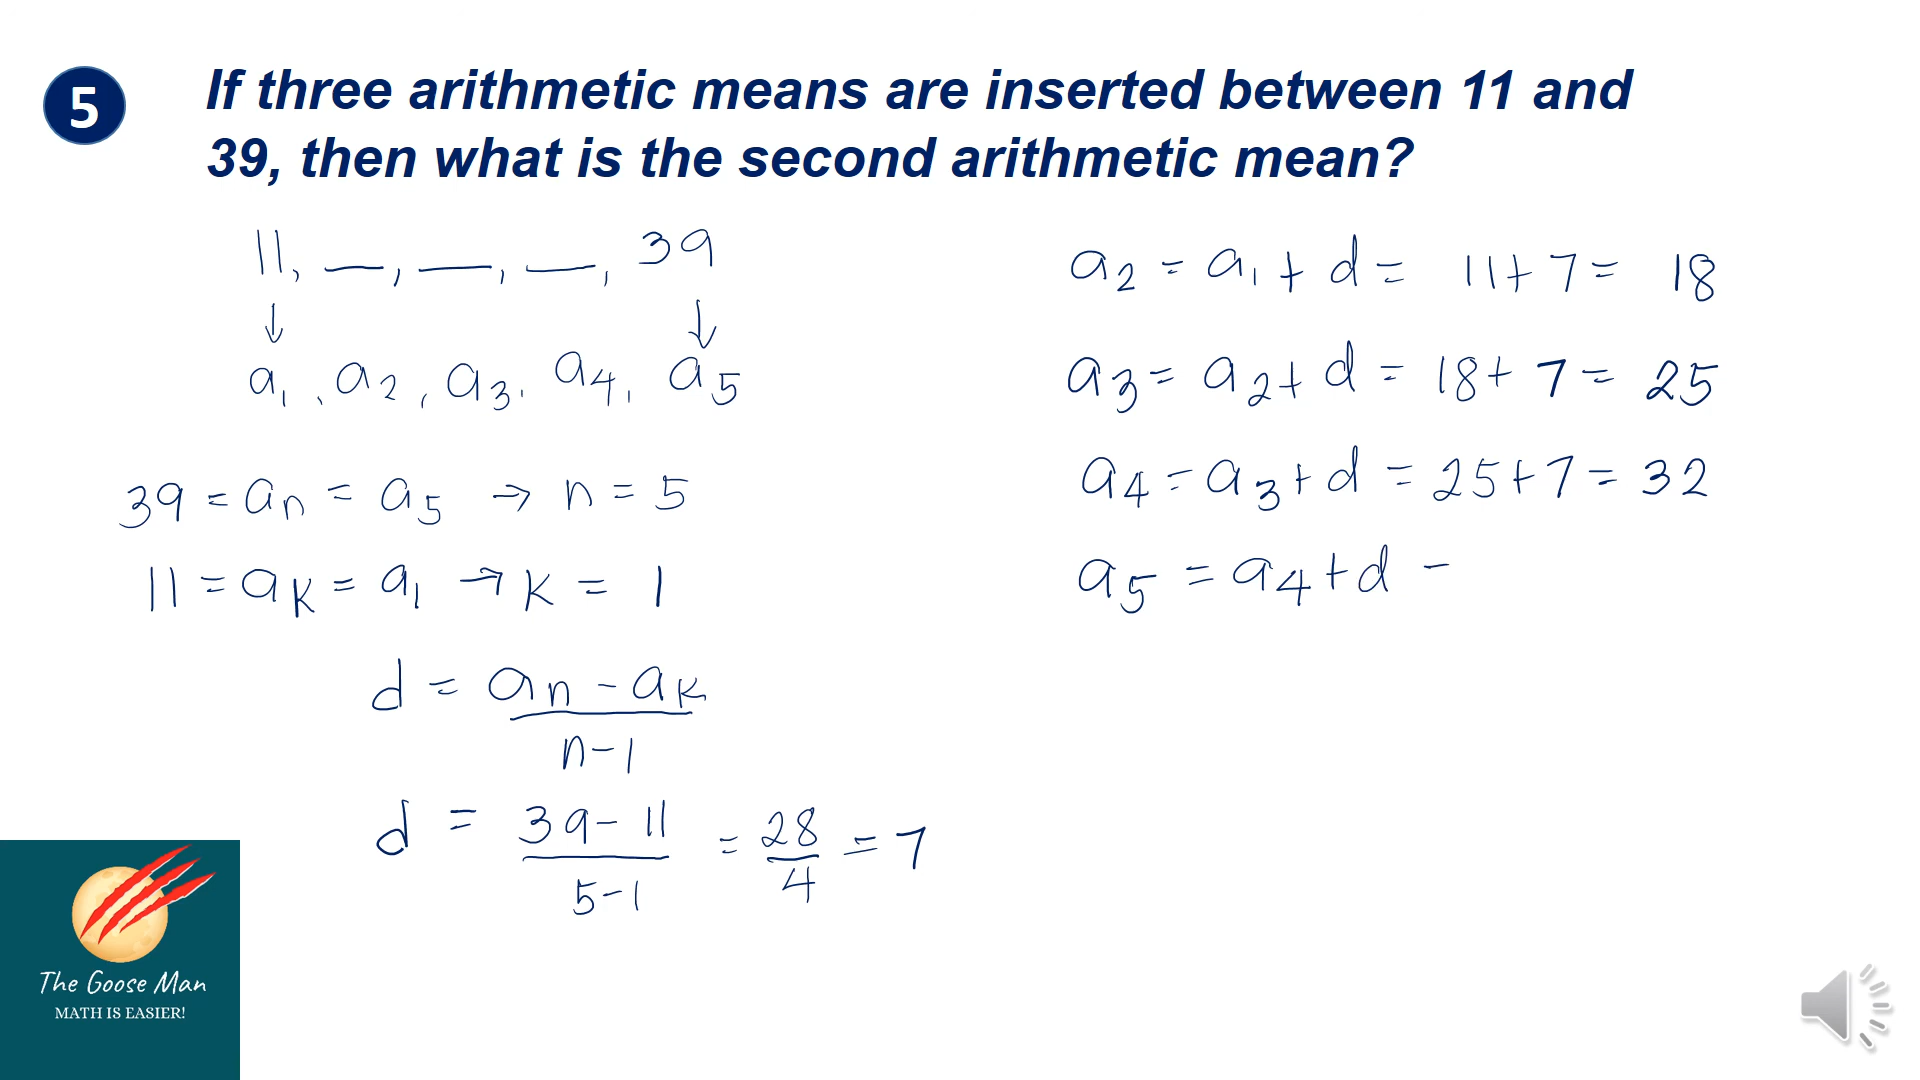 5
If three arithmetic means are inserted between 11 and
39, then what is the second arithmetic mean?
11, __, __, __, 39
↓ ↓
a₁, a₂, a₃, a₄, a₅
39 = aₙ = a₅ → n = 5
11 = aₖ = a₁ → k = 1
d = (aₙ - aₖ)/(n-1)
d = (39-11)/(5-1) = 28/4 = 7
a₂ = a₁ + d = 11+7 = 18
a₃ = a₂ + d = 18+7 = 25
a₄ = a₃ + d = 25+7 = 32
a₅ = a₄ + d -
The Goose Man
MATH IS EASIER!